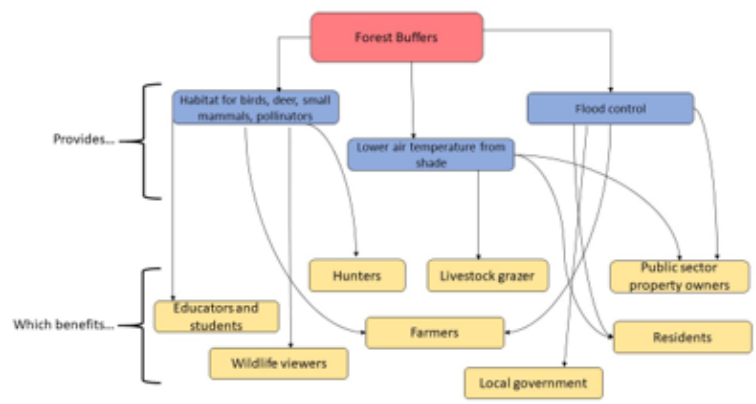 Forest Buffers
Habitat for birds, deer, small
mammals, pollinators
Flood control
Provides...
Lower air temperature from
shade
Hunters
Livestock grazer
Public sector
property owners
Educators and
students
Which benefits...
Farmers
Residents
Wildlife viewers
Local government